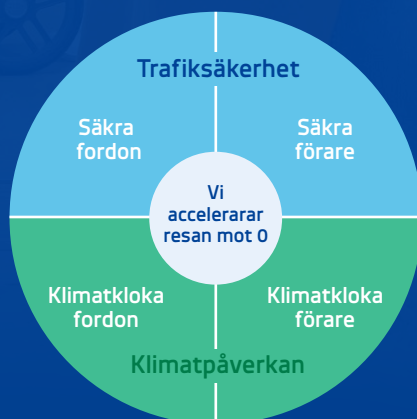 Trafiksäkerhet
Säkra
fordon
Säkra
förare
Vi
accelerarar
resan mot 0
Klimatkloka
fordon
Klimatkloka
förare
Klimatpåverkan